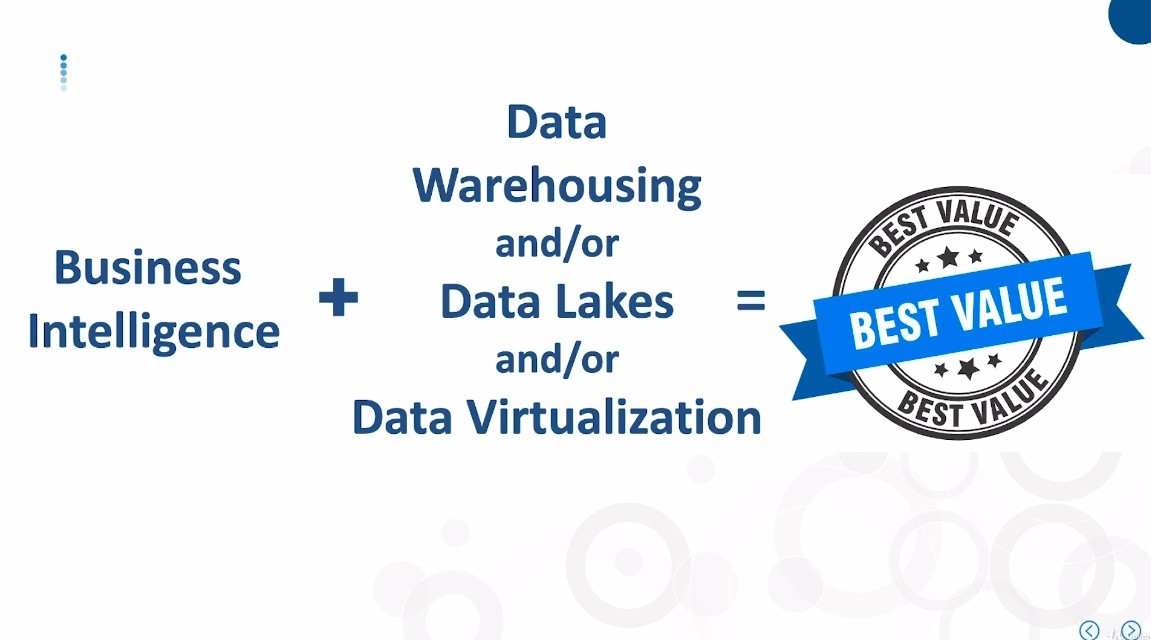 Business
Intelligence
+
Data
Warehousing
and/or
Data Lakes
and/or
Data Virtualization
=
BEST VALUE
BEST VALUE
BEST VALUE